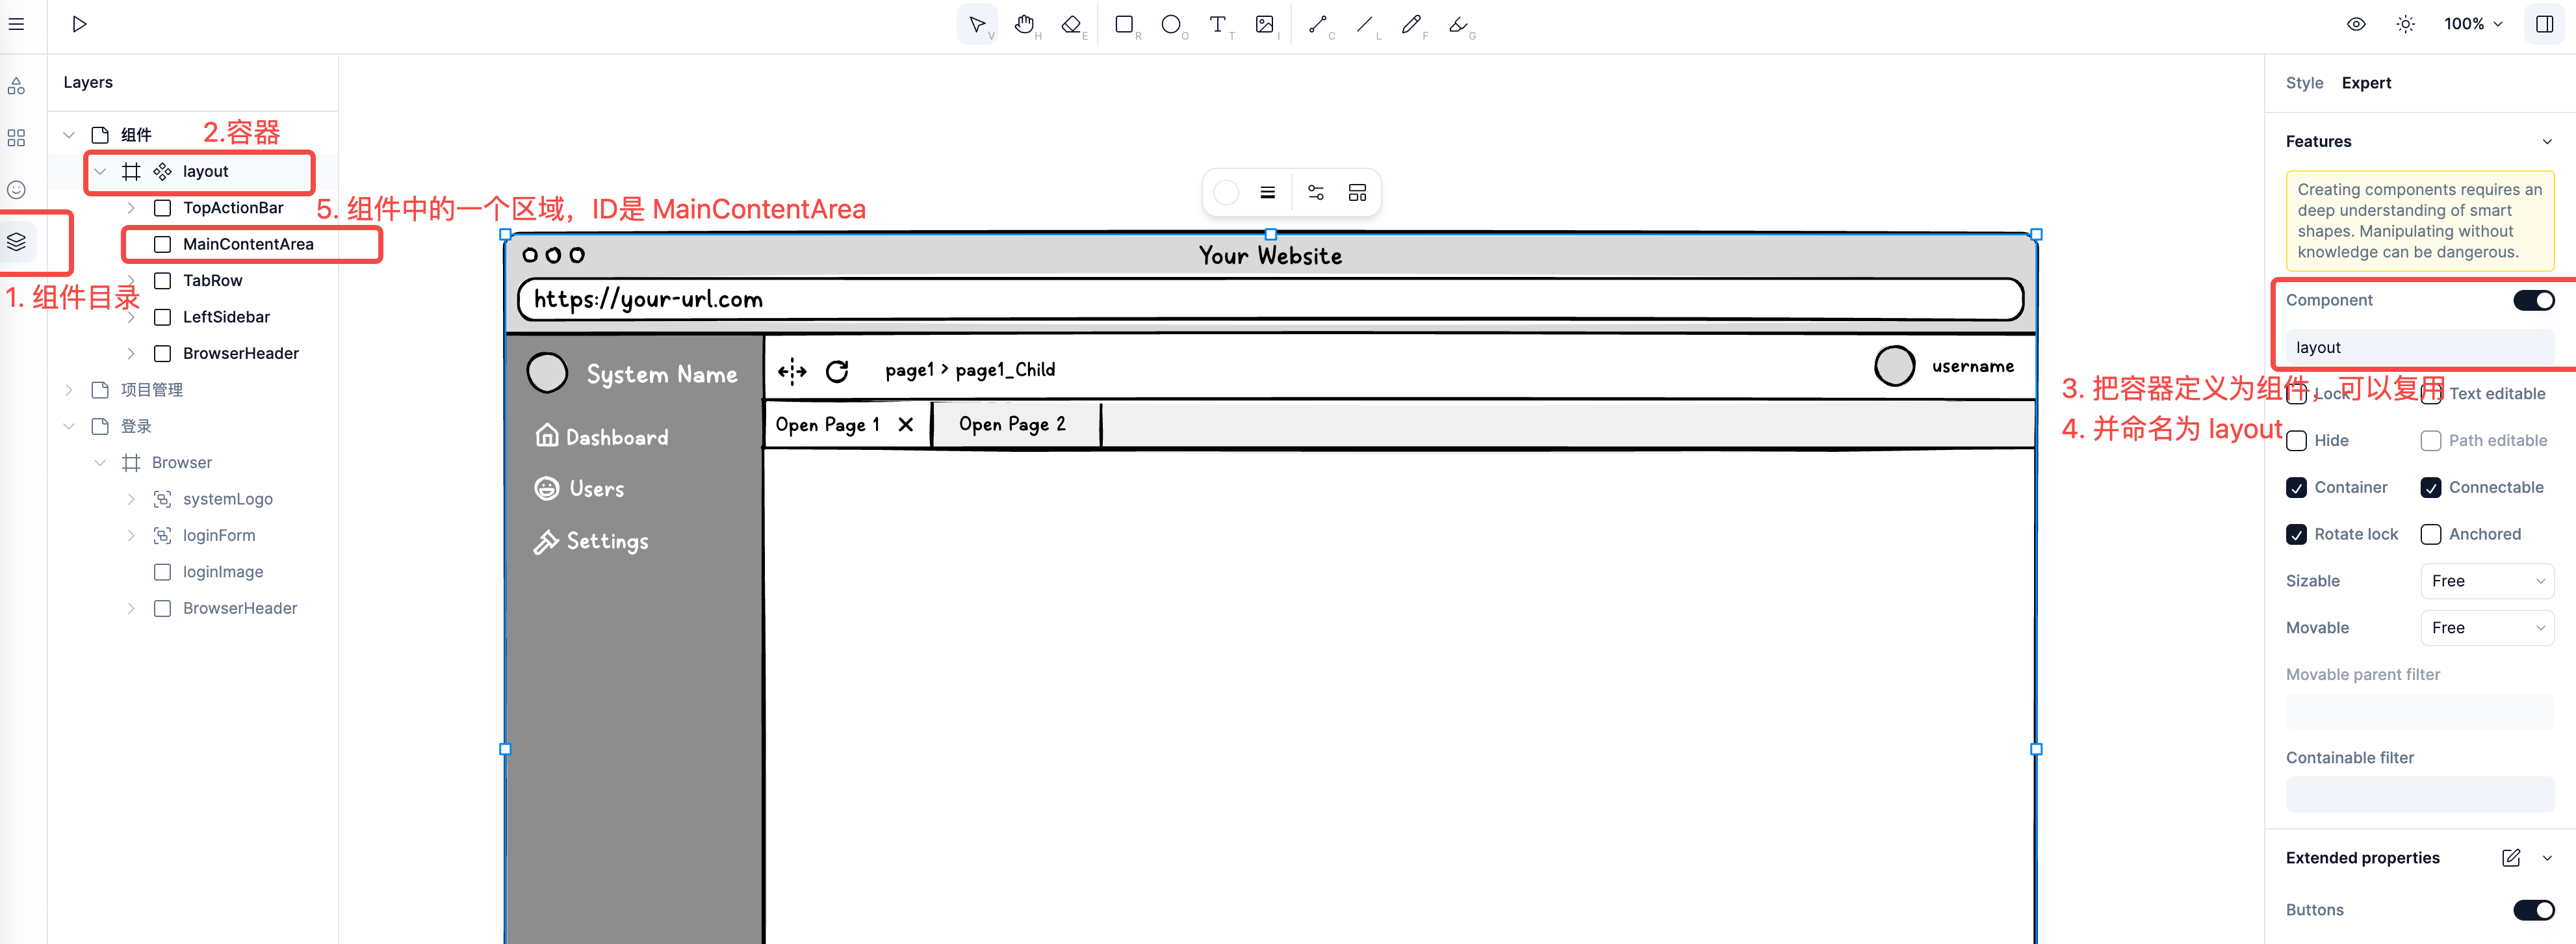 V
H
E
R
O
T
I
C
L
F
G
100%
Layers
组件
2.容器
layout
TopActionBar
5. 组件中的一个区域，ID是 MainContentArea
MainContentArea
TabRow
1. 组件目录
LeftSidebar
BrowserHeader
项目管理
登录
Browser
systemLogo
loginForm
loginImage
BrowserHeader
Your Website
https://your-url.com
System Name
page1 > page1_Child
username
Open Page 1
Open Page 2
Dashboard
Users
Settings
Style
Expert
Features
Creating components requires an
deep understanding of smart
shapes. Manipulating without
knowledge can be dangerous.
Component
layout
3. 把容器定义为组件，可以复用
4. 并命名为 layout
Lock
Text editable
Hide
Path editable
Container
Connectable
Rotate lock
Anchored
Sizable
Free
Movable
Free
Movable parent filter
Containable filter
Extended properties
Buttons